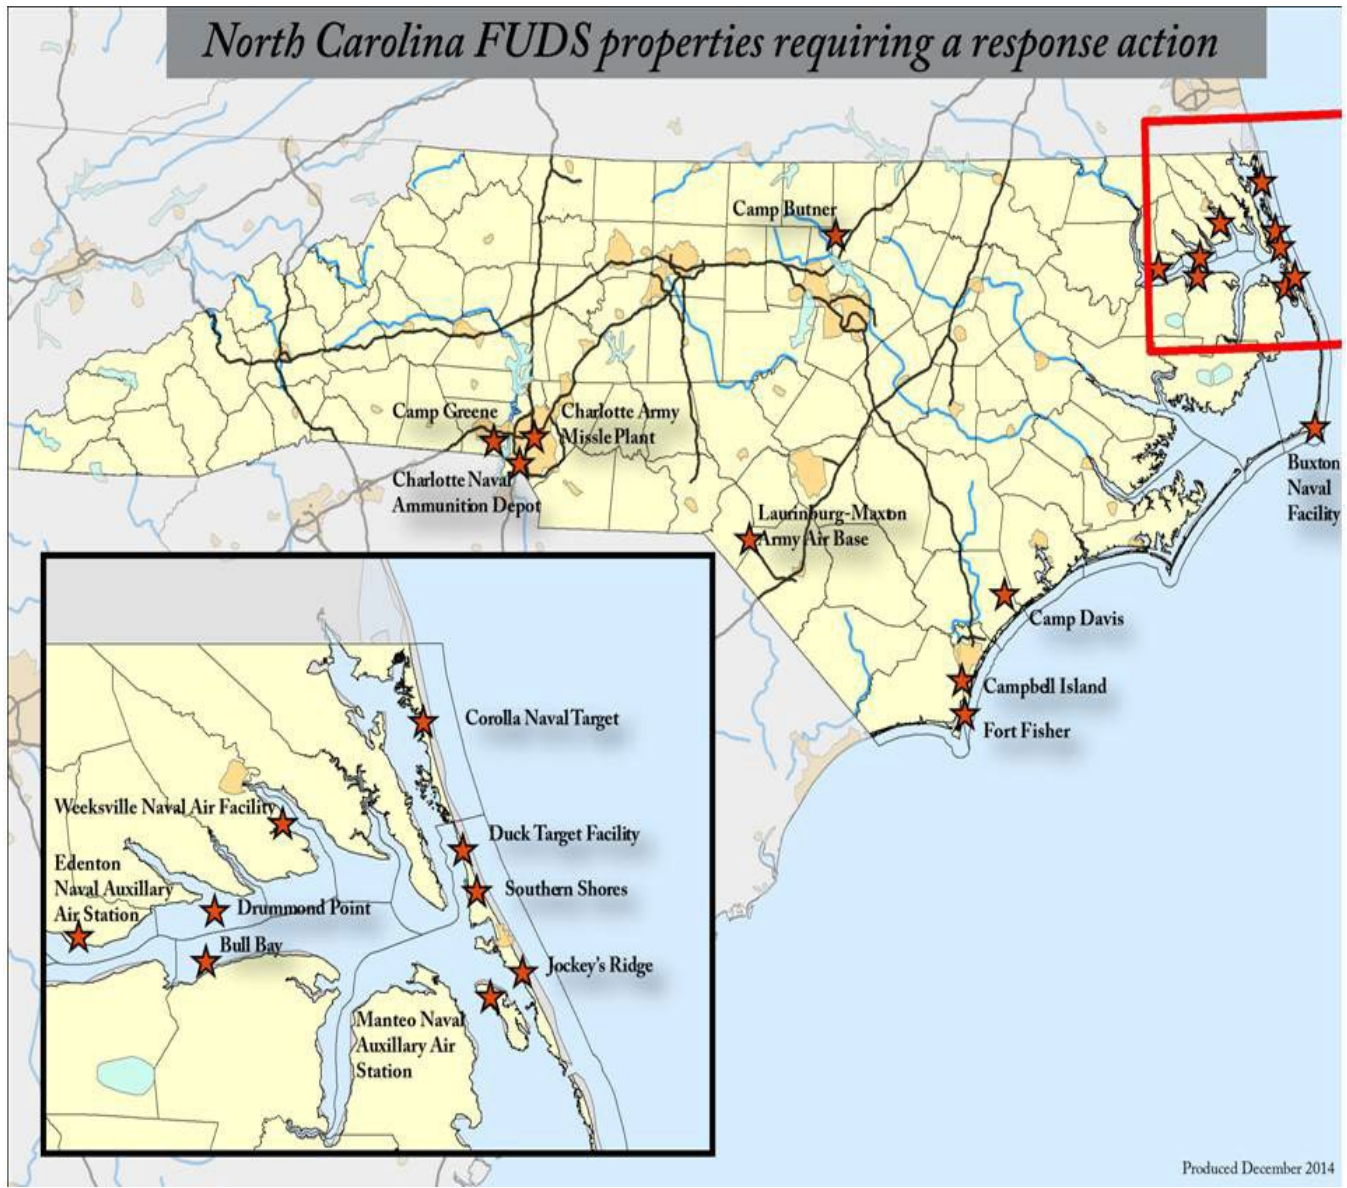 North Carolina FUDS properties requiring a response action
Camp Butner
Camp Greene
Charlotte Army
Missle Plant
Charlotte Naval
Ammunition Depot
Buxton
Naval
Facility
Laurinburg-Maxton
Army Air Base
Camp Davis
Campbell Island
Fort Fisher
Corolla Naval Target
Weeksville Naval Air Facility
Duck Target Facility
Edenton
Naval Auxillary
Air Station
Southern Shores
Drummond Point
Bull Bay
Jockey's Ridge
Manteo Naval
Auxillary Air
Station
Produced December 2014